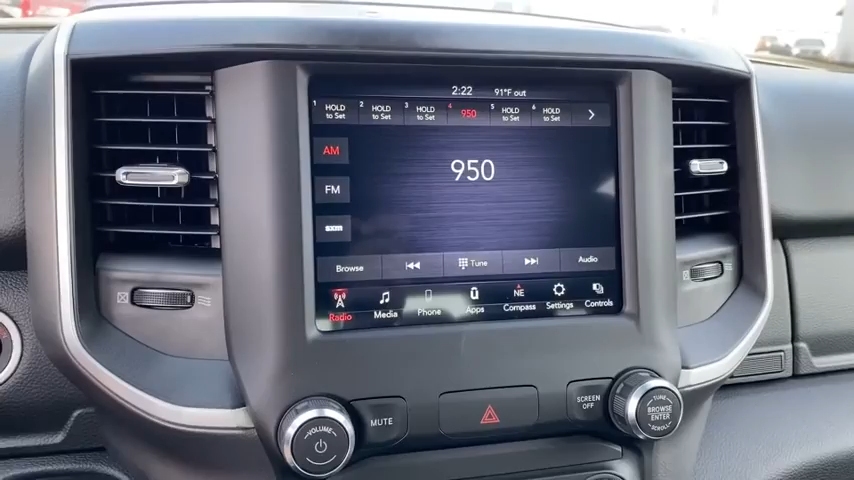 2:22 91°F out
1 HOLD to Set 2 HOLD to Set 3 HOLD to Set 4 950 5 HOLD to Set 6 HOLD to Set
AM
950
FM
sxm
Browse Tune Audio
Radio Media Phone Apps NE Compass Settings Controls
VOLUME
MUTE
SCREEN OFF
TUNE
BROWSE
ENTER
SCROLL